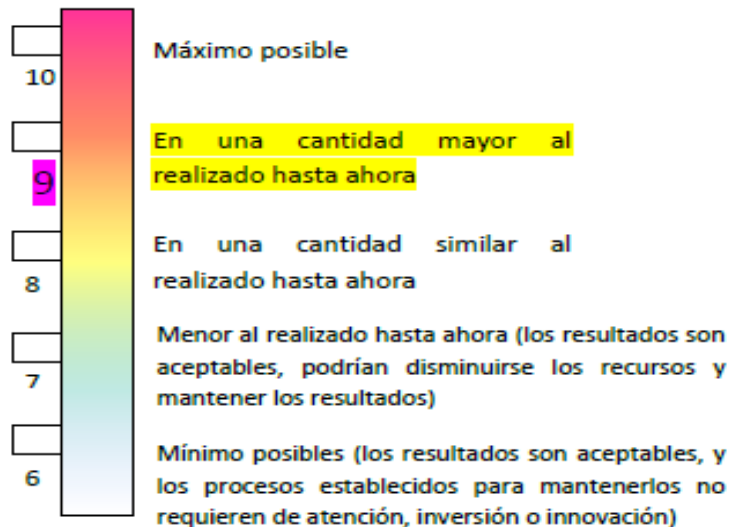 10
Máximo posible
9
En una cantidad mayor al
realizado hasta ahora
8
En una cantidad similar al
realizado hasta ahora
7
Menor al realizado hasta ahora (los resultados son
aceptables, podrían disminuirse los recursos y
mantener los resultados)
6
Mínimo posibles (los resultados son aceptables, y
los procesos establecidos para mantenerlos no
requieren de atención, inversión o innovación)